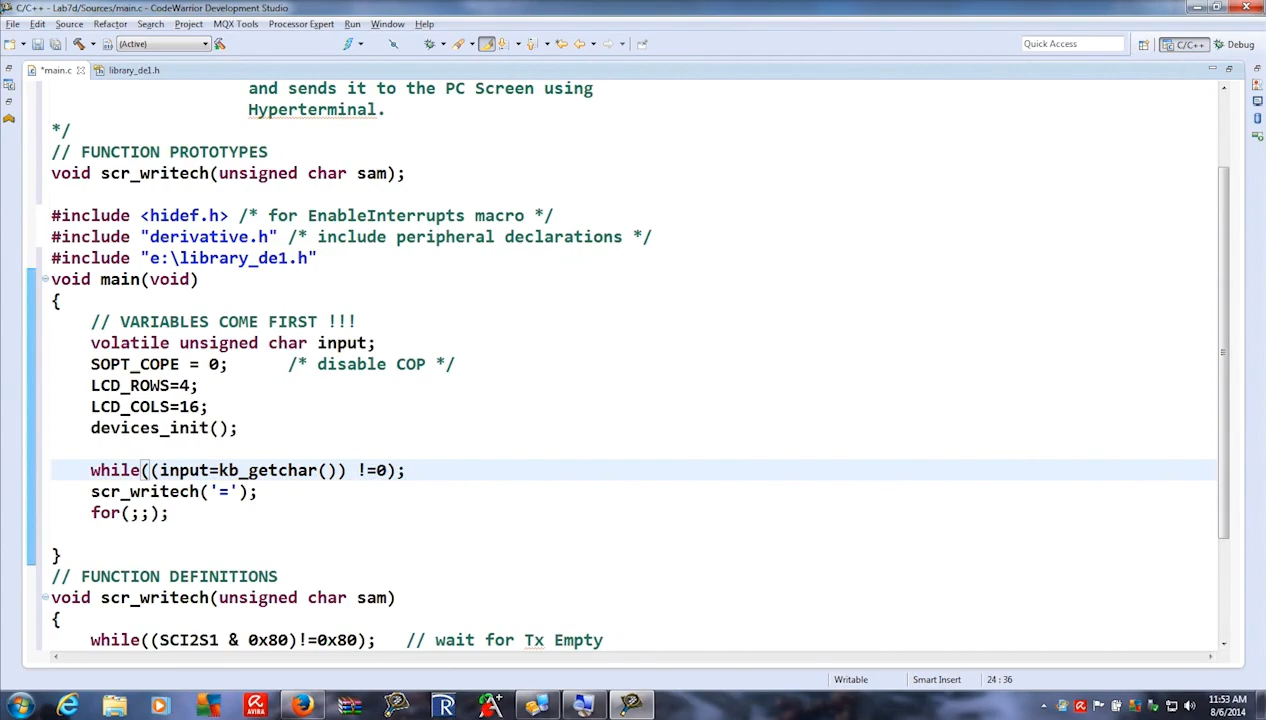 C/C++ - Lab7d/Sources/main.c - CodeWarrior Development Studio
File Edit Source Refactor Search Project MQX Tools Processor Expert Run Window Help
(Active) Quick Access C/C++ Debug
*main.c library_de1.h
and sends it to the PC Screen using
Hyperterminal.
*/
// FUNCTION PROTOTYPES
void scr_writech(unsigned char sam);
#include <hidef.h> /* for EnableInterrupts macro */
#include "derivative.h" /* include peripheral declarations */
#include "e:\library_de1.h"
void main(void)
{
// VARIABLES COME FIRST !!!
volatile unsigned char input;
SOPT_COPE = 0; /* disable COP */
LCD_ROWS=4;
LCD_COLS=16;
devices_init();
while((input=kb_getchar()) !=0);
scr_writech('=');
for(;;);
}
// FUNCTION DEFINITIONS
void scr_writech(unsigned char sam)
{
while((SCI2S1 & 0x80)!=0x80); // wait for Tx Empty
Writable Smart Insert 24 : 36
AVIRA
11:53 AM
8/6/2014